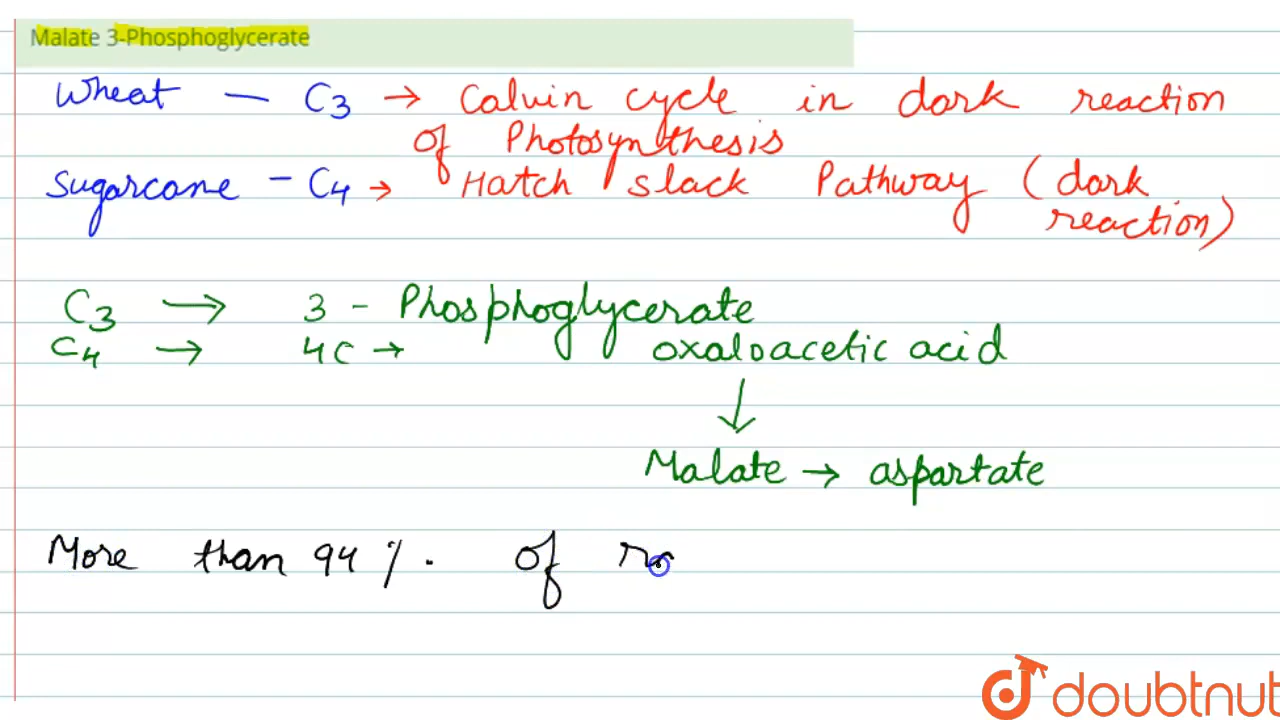 Malate 3-Phosphoglycerate
Wheat — C3 → Calvin cycle in dark reaction
of Photosynthesis
Sugarcane - C4 → Hatch slack Pathway (dark
reaction)
C3 → 3 - Phosphoglycerate
C4 → 4C → oxaloacetic acid
↓
Malate → aspartate
More than 94 %. of
doubtnut